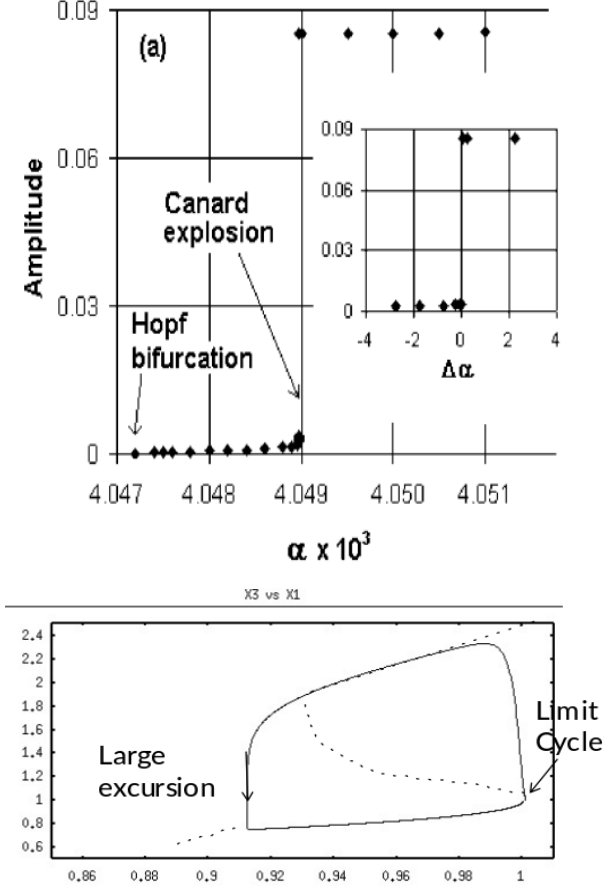 0.09
(a)
0.06
Amplitude
Canard
explosion
0.03
Hopf
bifurcation
0
4.047 4.048 4.049 4.050 4.051
α x 10³
0.09
0.06
0.03
0
-4 -2 0 2 4
Δα
X3 vs X1
2.4
2.2
2
1.8
1.6
1.4
1.2
1
0.8
0.6
Limit
Cycle
Large
excursion
0.86 0.88 0.9 0.92 0.94 0.96 0.98 1